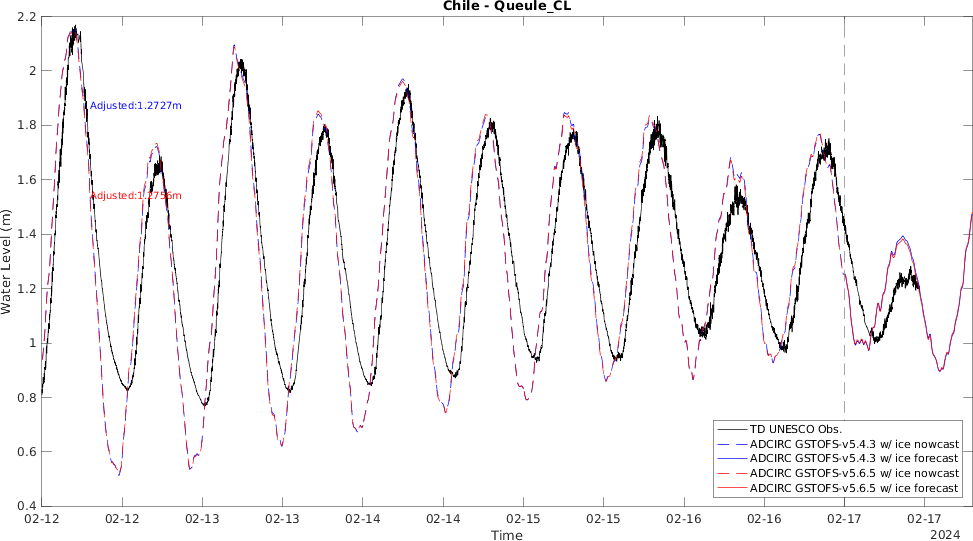 Chile - Queule_CL
2.2
2
1.8
1.6
1.4
1.2
1
0.8
0.6
0.4
Water Level (m)
Adjusted:1.2727m
Adjusted:1.2756m
TD UNESCO Obs.
ADCIRC GSTOFS-v5.4.3 w/ ice nowcast
ADCIRC GSTOFS-v5.4.3 w/ ice forecast
ADCIRC GSTOFS-v5.6.5 w/ ice nowcast
ADCIRC GSTOFS-v5.6.5 w/ ice forecast
02-12 02-12 02-13 02-13 02-14 02-14 02-15 02-15 02-16 02-16 02-17 02-17
2024
Time